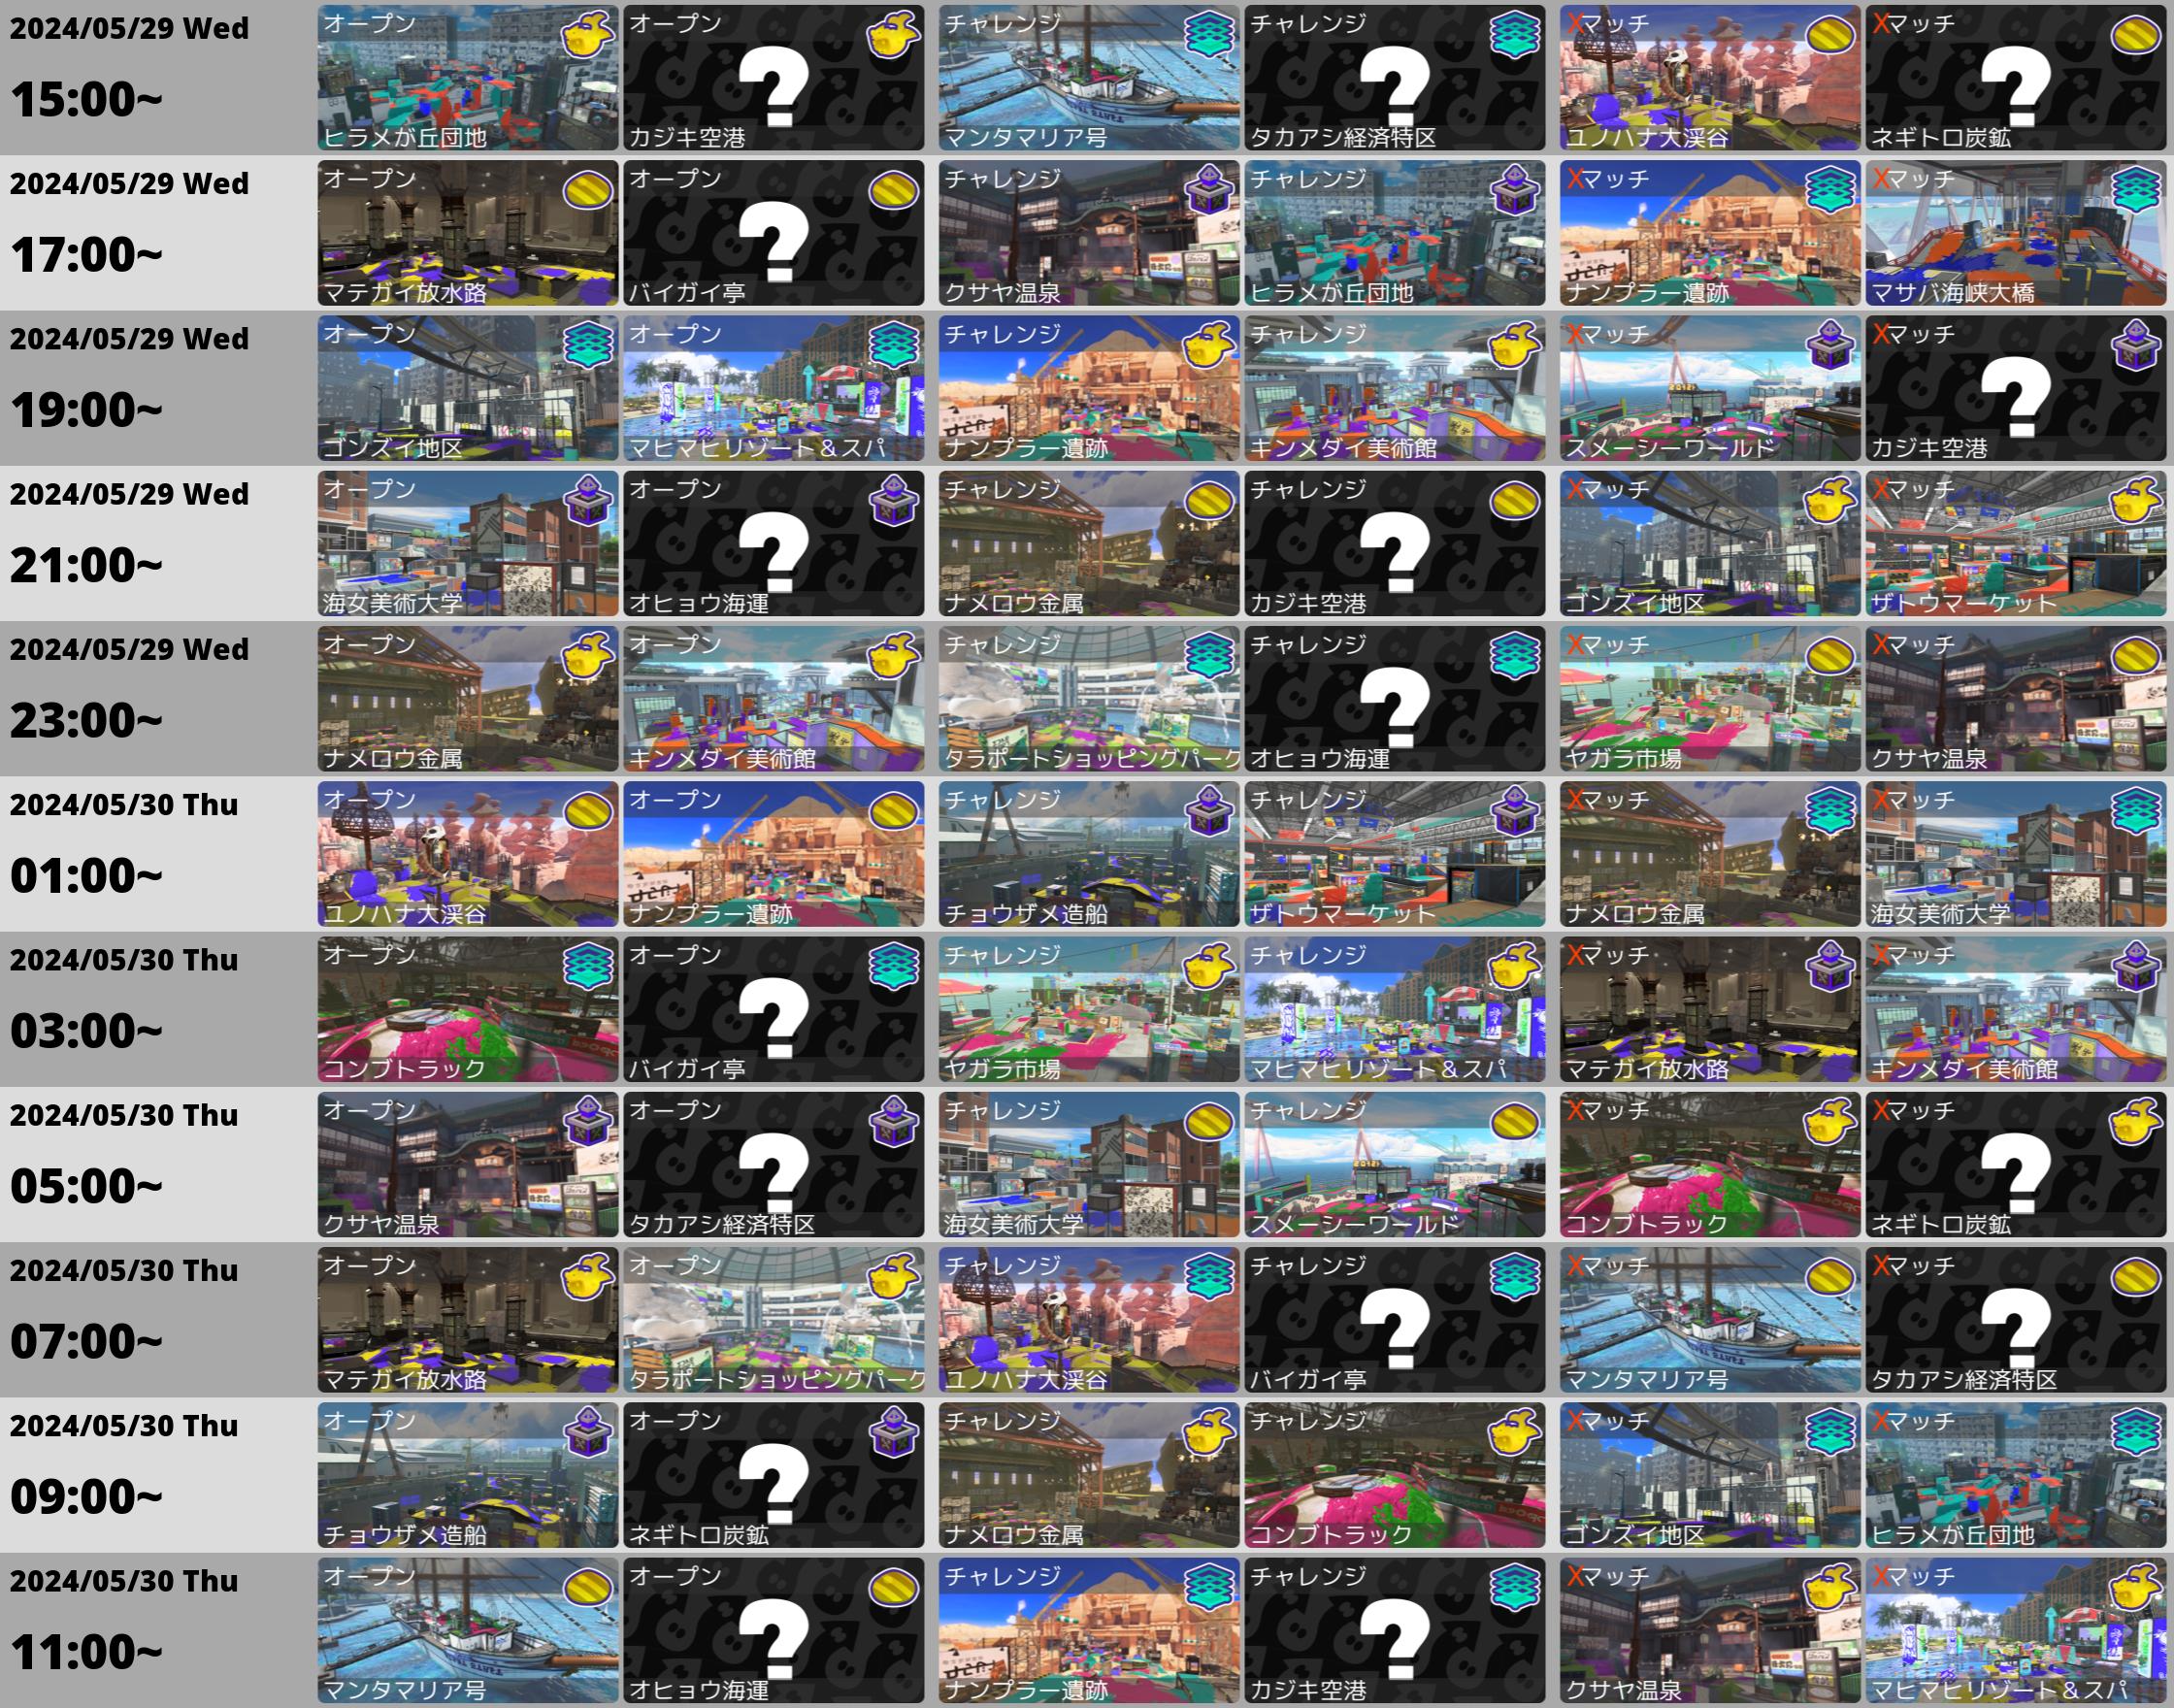 2024/05/29 Wed
15:00~
オープン
ヒラメが丘団地
オープン
カジキ空港
チャレンジ
マンタマリア号
チャレンジ
タカアシ経済特区
Xマッチ
ユノハナ大渓谷
Xマッチ
ネギトロ炭鉱
2024/05/29 Wed
17:00~
オープン
マテガイ放水路
オープン
バイガイ亭
チャレンジ
クサヤ温泉
チャレンジ
ヒラメが丘団地
Xマッチ
ナンプラー遺跡
Xマッチ
マサバ海峡大橋
2024/05/29 Wed
19:00~
オープン
ゴンズイ地区
オープン
マヒマヒリゾート&スパ
チャレンジ
ナンプラー遺跡
チャレンジ
キンメダイ美術館
Xマッチ
スメーシーワールド
Xマッチ
カジキ空港
2024/05/29 Wed
21:00~
オープン
海女美術大学
オープン
オヒョウ海運
チャレンジ
ナメロウ金属
チャレンジ
カジキ空港
Xマッチ
ゴンズイ地区
Xマッチ
ザトウマーケット
2024/05/29 Wed
23:00~
オープン
ナメロウ金属
オープン
キンメダイ美術館
チャレンジ
タラポートショッピングパーク
チャレンジ
オヒョウ海運
Xマッチ
ヤガラ市場
Xマッチ
クサヤ温泉
2024/05/30 Thu
01:00~
オープン
ユノハナ大渓谷
オープン
ナンプラー遺跡
チャレンジ
チョウザメ造船
チャレンジ
ザトウマーケット
Xマッチ
ナメロウ金属
Xマッチ
海女美術大学
2024/05/30 Thu
03:00~
オープン
コンブトラック
オープン
バイガイ亭
チャレンジ
ヤガラ市場
チャレンジ
マヒマヒリゾート&スパ
Xマッチ
マテガイ放水路
Xマッチ
キンメダイ美術館
2024/05/30 Thu
05:00~
オープン
クサヤ温泉
オープン
タカアシ経済特区
チャレンジ
海女美術大学
チャレンジ
スメーシーワールド
Xマッチ
コンブトラック
Xマッチ
ネギトロ炭鉱
2024/05/30 Thu
07:00~
オープン
マテガイ放水路
オープン
タラポートショッピングパーク
チャレンジ
ユノハナ大渓谷
チャレンジ
バイガイ亭
Xマッチ
マンタマリア号
Xマッチ
タカアシ経済特区
2024/05/30 Thu
09:00~
オープン
チョウザメ造船
オープン
ネギトロ炭鉱
チャレンジ
ナメロウ金属
チャレンジ
コンブトラック
Xマッチ
ゴンズイ地区
Xマッチ
ヒラメが丘団地
2024/05/30 Thu
11:00~
オープン
マンタマリア号
オープン
オヒョウ海運
チャレンジ
ナンプラー遺跡
チャレンジ
カジキ空港
Xマッチ
クサヤ温泉
Xマッチ
マヒマヒリゾート&スパ